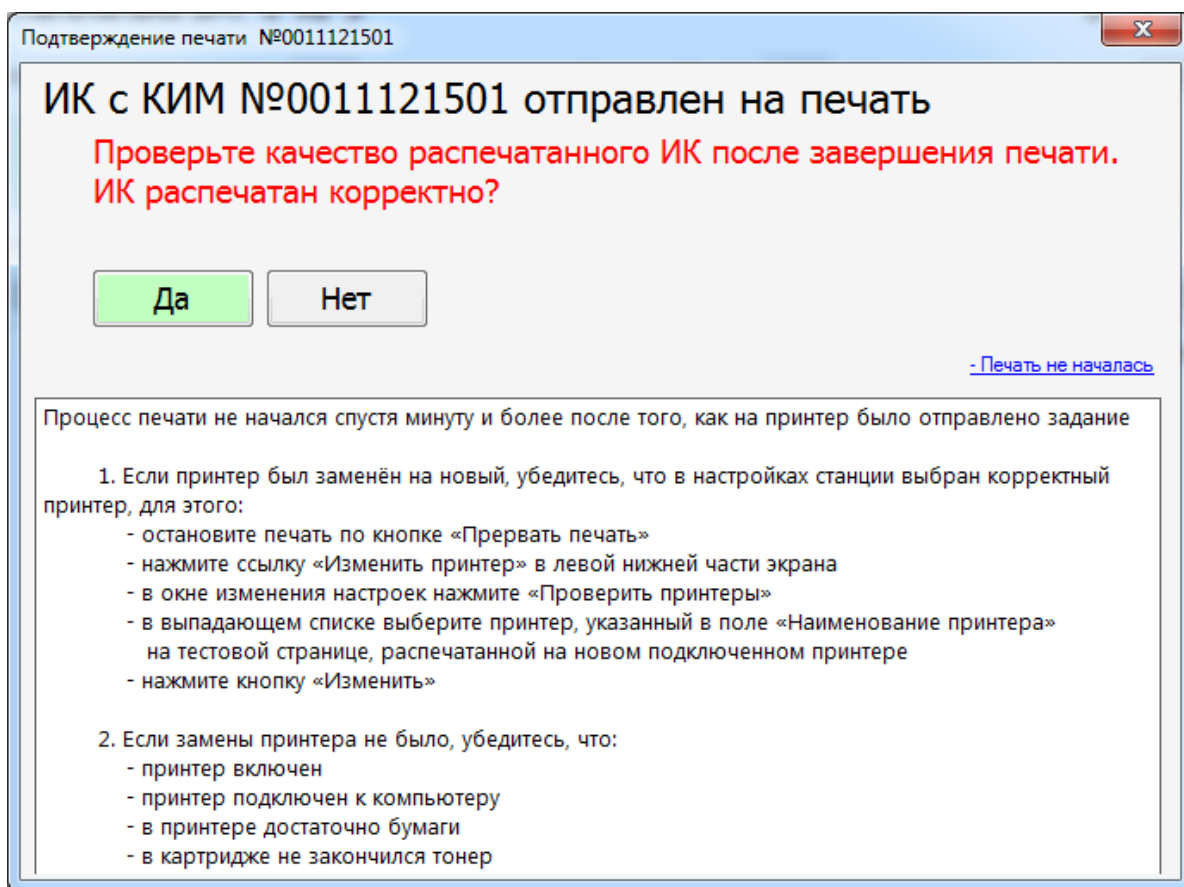 Подтверждение печати №0011121501
ИК с КИМ №0011121501 отправлен на печать
Проверьте качество распечатанного ИК после завершения печати.
ИК распечатан корректно?
Да
Нет
- Печать не началась
Процесс печати не начался спустя минуту и более после того, как на принтер было отправлено задание
1. Если принтер был заменён на новый, убедитесь, что в настройках станции выбран корректный
принтер, для этого:
- остановите печать по кнопке «Прервать печать»
- нажмите ссылку «Изменить принтер» в левой нижней части экрана
- в окне изменения настроек нажмите «Проверить принтеры»
- в выпадающем списке выберите принтер, указанный в поле «Наименование принтера»
на тестовой странице, распечатанной на новом подключенном принтере
- нажмите кнопку «Изменить»
2. Если замены принтера не было, убедитесь, что:
- принтер включен
- принтер подключен к компьютеру
- в принтере достаточно бумаги
- в картридже не закончился тонер